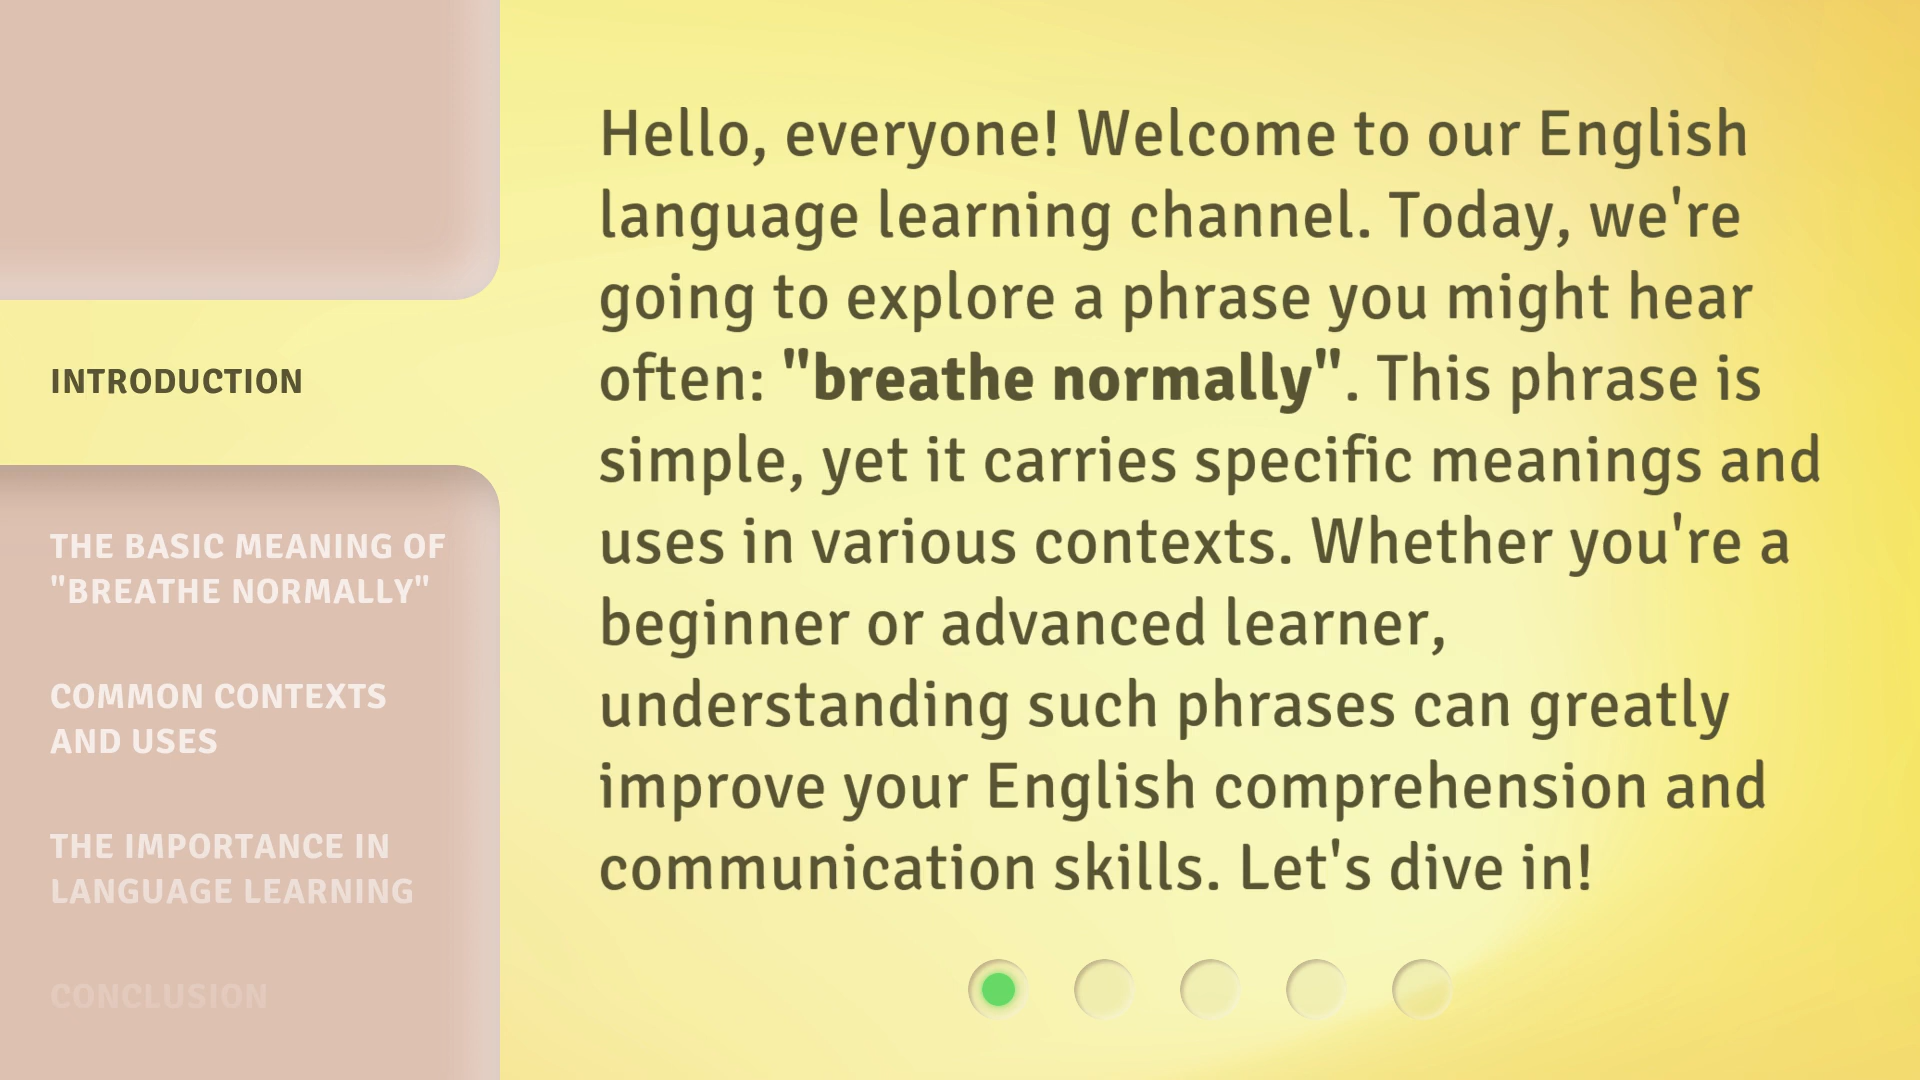 INTRODUCTION
THE BASIC MEANING OF
"BREATHE NORMALLY"
COMMON CONTEXTS
AND USES
THE IMPORTANCE IN
LANGUAGE LEARNING
CONCLUSION
Hello, everyone! Welcome to our English
language learning channel. Today, we're
going to explore a phrase you might hear
often: "breathe normally". This phrase is
simple, yet it carries specific meanings and
uses in various contexts. Whether you're a
beginner or advanced learner,
understanding such phrases can greatly
improve your English comprehension and
communication skills. Let's dive in!